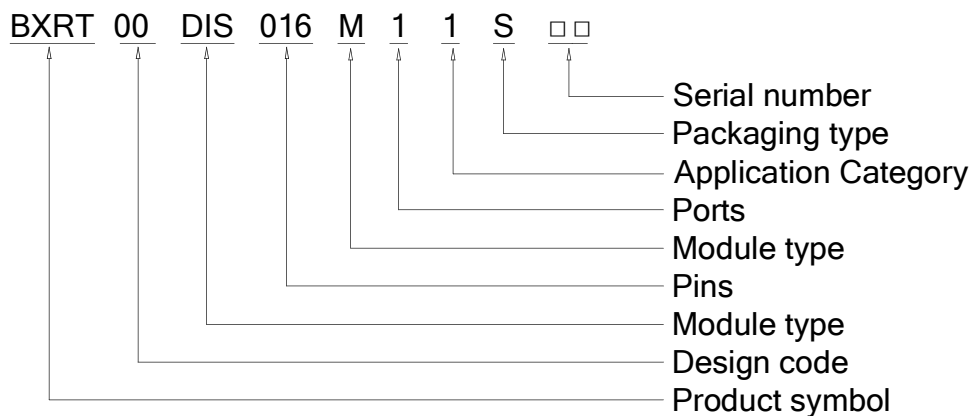 BXRT 00 DIS 016 M 1 1 S □□
Serial number
Packaging type
Application Category
Ports
Module type
Pins
Module type
Design code
Product symbol